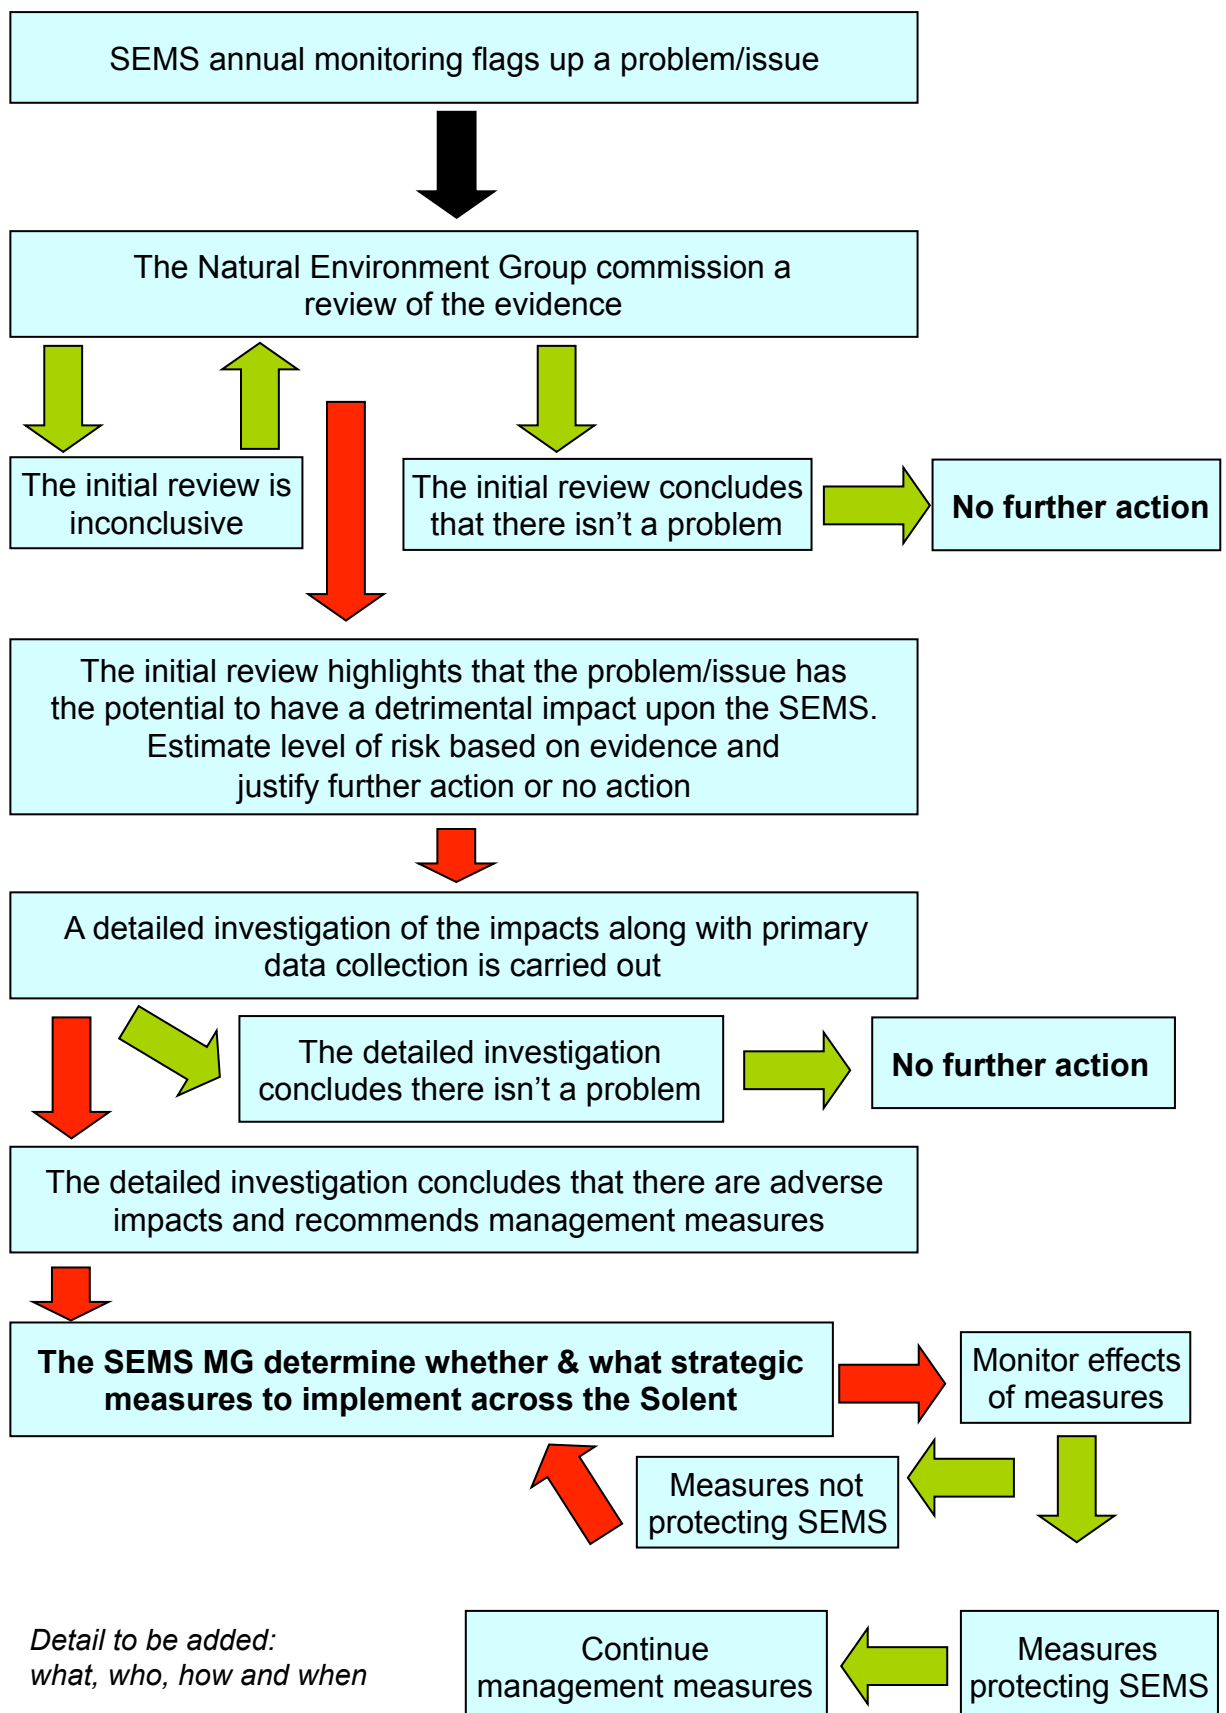 SEMS annual monitoring flags up a problem/issue
The Natural Environment Group commission a
review of the evidence
The initial review is
inconclusive
The initial review concludes
that there isn’t a problem
No further action
The initial review highlights that the problem/issue has
the potential to have a detrimental impact upon the SEMS.
Estimate level of risk based on evidence and
justify further action or no action
A detailed investigation of the impacts along with primary
data collection is carried out
The detailed investigation
concludes there isn’t a problem
No further action
The detailed investigation concludes that there are adverse
impacts and recommends management measures
The SEMS MG determine whether & what strategic
measures to implement across the Solent
Monitor effects
of measures
Measures not
protecting SEMS
Detail to be added:
what, who, how and when
Continue
management measures
Measures
protecting SEMS